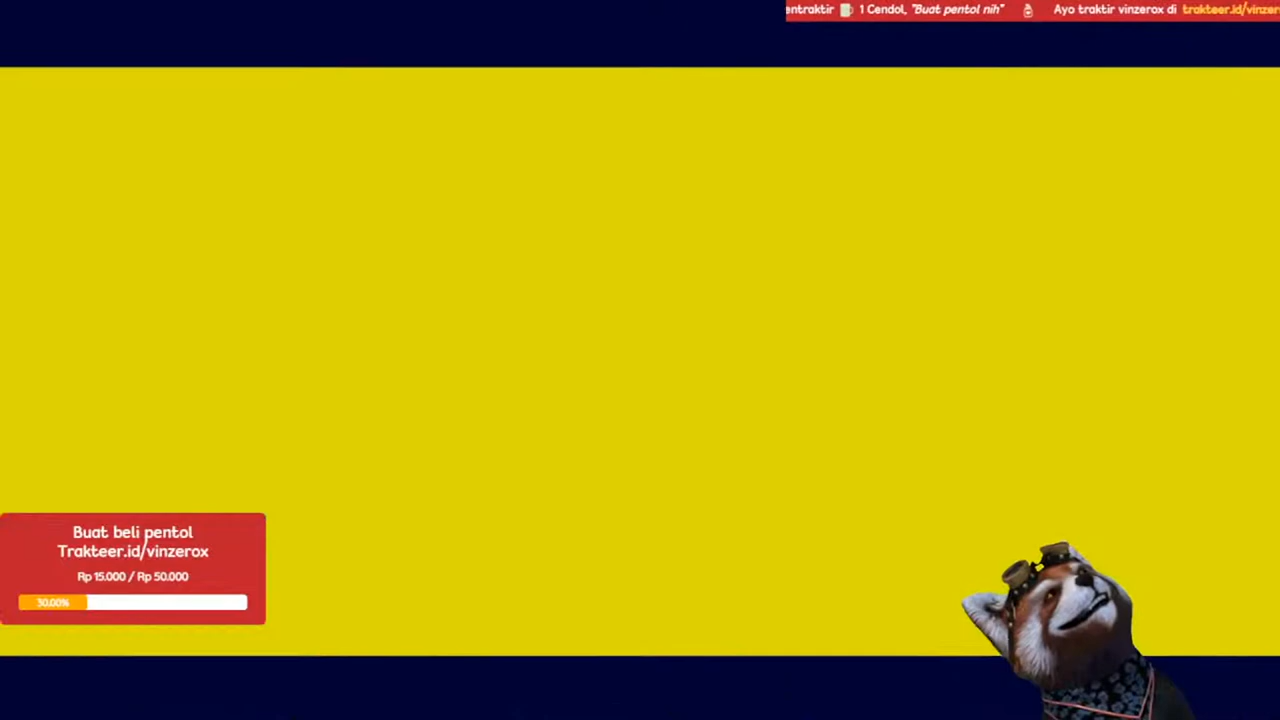 entraktir 1 Cendol, "Buat pentol nih" Ayo traktir vinzerox di trakteer.id/vinzer
Buat beli pentol
Trakteer.id/vinzerox
Rp 15.000 / Rp 50.000
30.00%